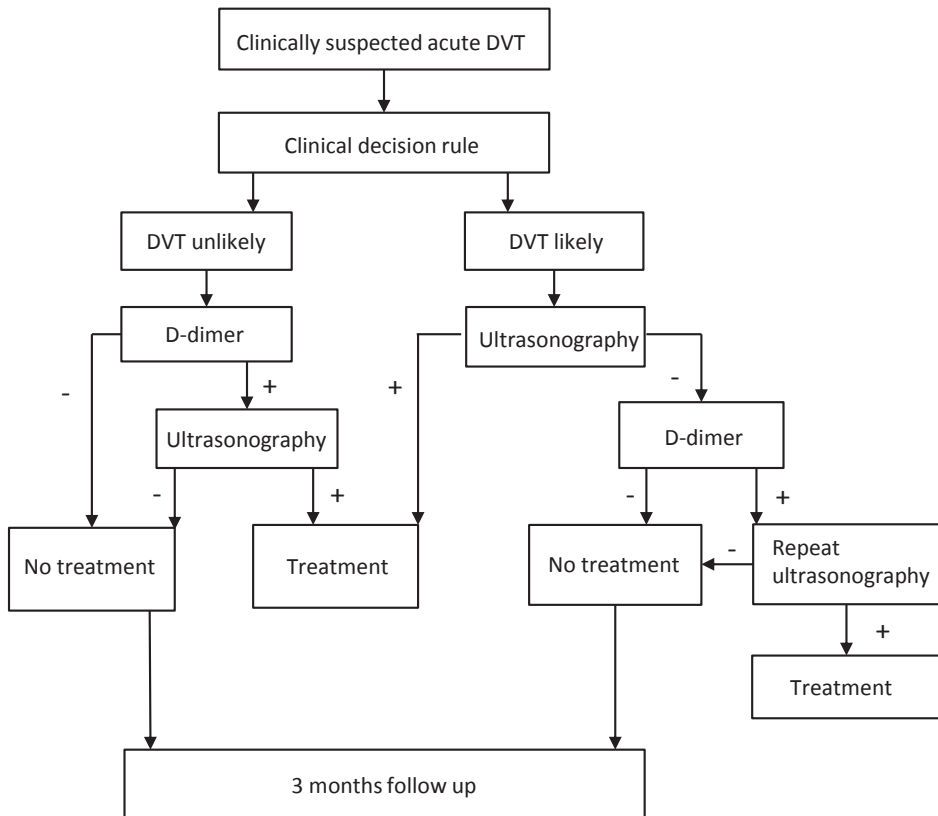 Clinically suspected acute DVT
Clinical decision rule
DVT unlikely
DVT likely
D-dimer
Ultrasonography
-
+
+
-
Ultrasonography
D-dimer
-
+
-
+
No treatment
Treatment
No treatment
-
Repeat
ultrasonography
+
Treatment
3 months follow up